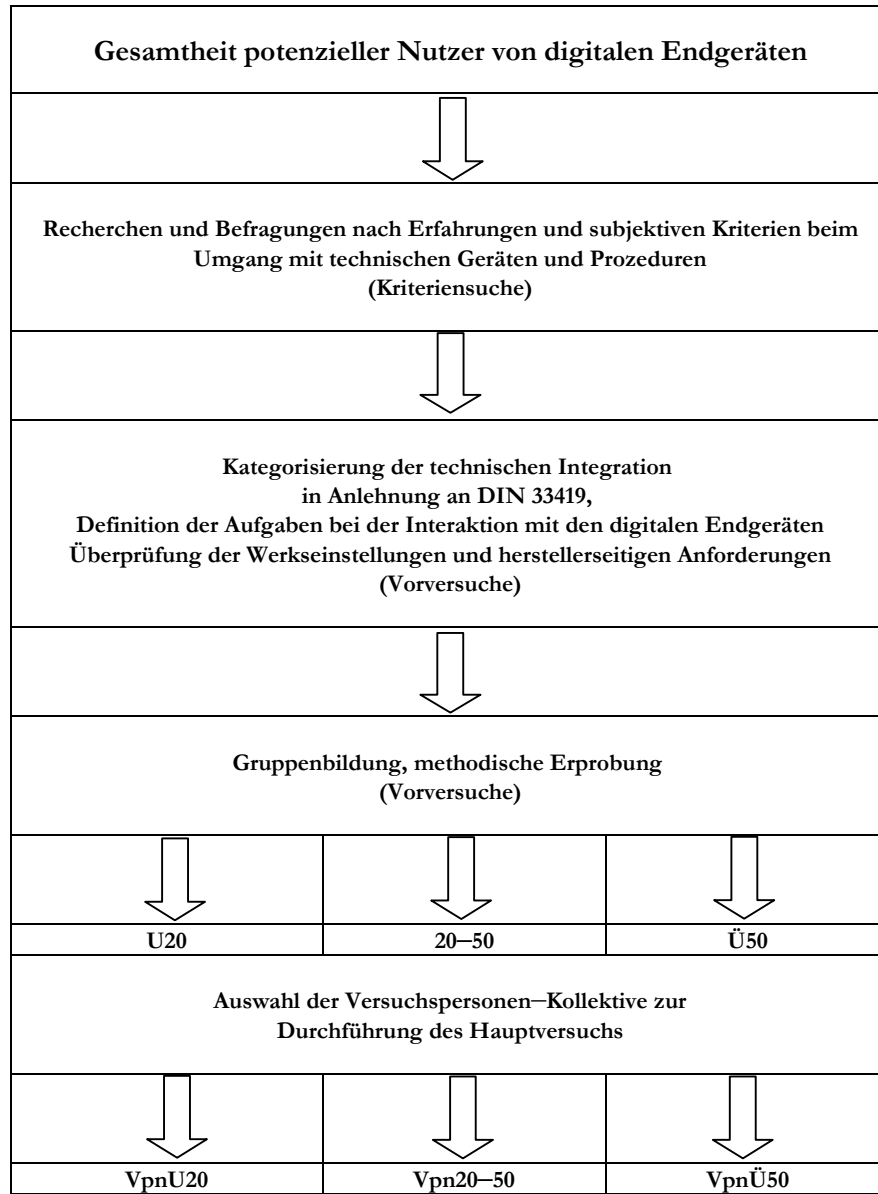 Gesamtheit potenzieller Nutzer von digitalen Endgeräten
Recherchen und Befragungen nach Erfahrungen und subjektiven Kriterien beim
Umgang mit technischen Geräten und Prozeduren
(Kriteriensuche)
Kategorisierung der technischen Integration
in Anlehnung an DIN 33419,
Definition der Aufgaben bei der Interaktion mit den digitalen Endgeräten
Überprüfung der Werkseinstellungen und herstellerseitigen Anforderungen
(Vorversuche)
Gruppenbildung, methodische Erprobung
(Vorversuche)
U20 20–50 Ü50
Auswahl der Versuchspersonen–Kollektive zur
Durchführung des Hauptversuchs
VpnU20 Vpn20–50 VpnÜ50